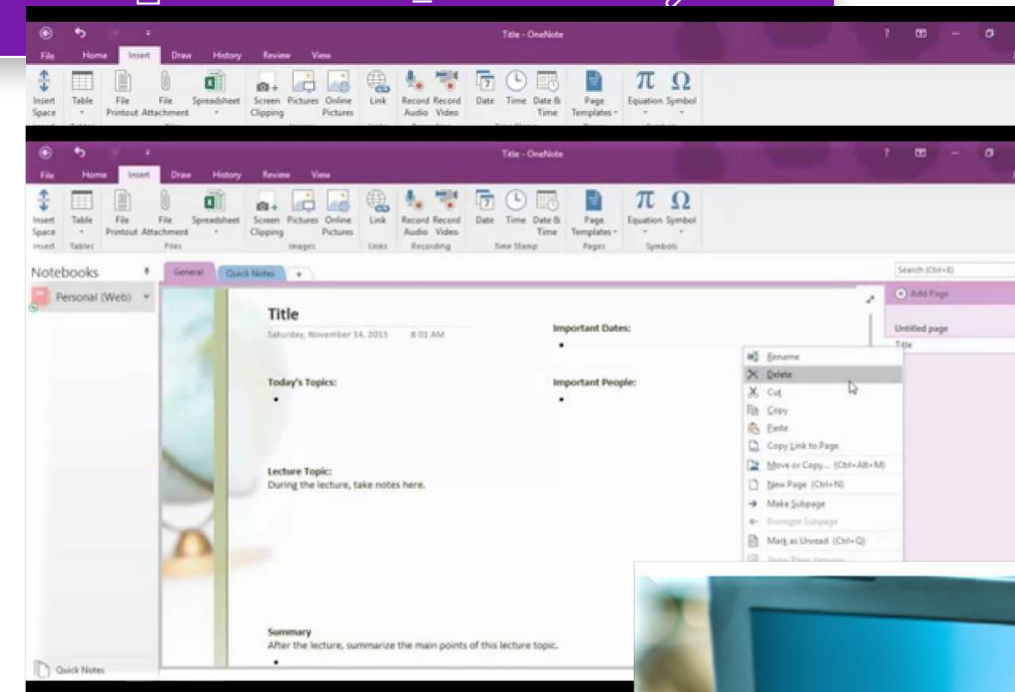 Title - OneNote
File Home Insert Draw History Review View
Insert Space Table File Printout File Attachment Spreadsheet Screen Clipping Pictures Online Pictures Link Record Audio Record Video Date Time Date & Time Page Templates Equation Symbol
Title - OneNote
File Home Insert Draw History Review View
Insert Space Table File Printout File Attachment Spreadsheet Screen Clipping Pictures Online Pictures Link Record Audio Record Video Date Time Date & Time Page Templates Equation Symbol
Insert Tables Files Images Links Recording Time Stamp Pages Symbols
Notebooks General Quick Notes + Search (Ctrl+E)
Personal (Web) Add Page
Title
Saturday, November 14, 2015 8:01 AM
Important Dates:
Untitled page
Title
Today's Topics:
Important People:
Lecture Topic:
During the lecture, take notes here.
Rename
Delete
Cut
Copy
Paste
Copy Link to Page
Move or Copy... (Ctrl+Alt+M)
New Page (Ctrl+N)
Make Subpage
Promote Subpage
Mark as Unread (Ctrl+Q)
Summary
After the lecture, summarize the main points of this lecture topic.
Quick Notes